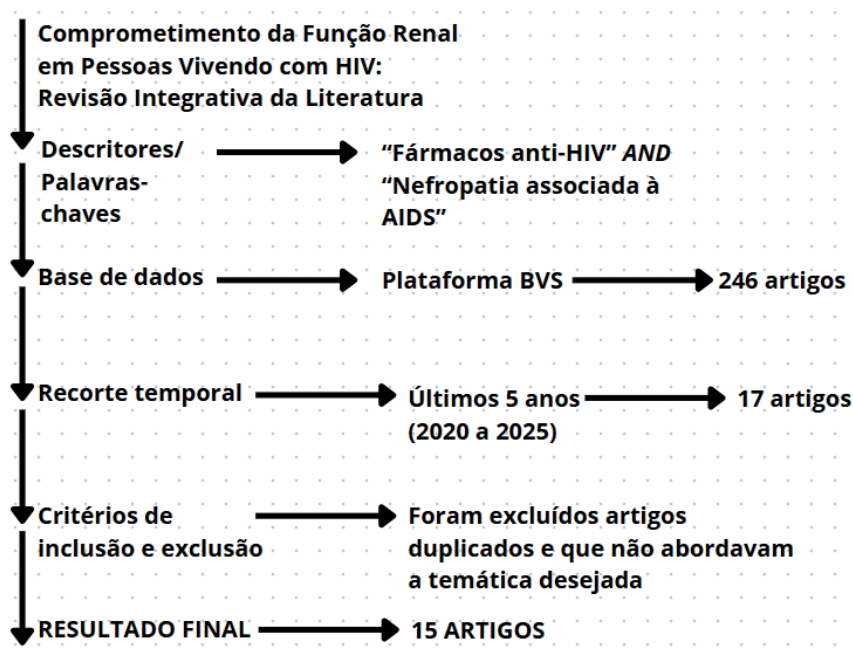 Comprometimento da Função Renal
em Pessoas Vivendo com HIV:
Revisão Integrativa da Literatura
Descritores/
Palavras-
chaves
“Fármacos anti-HIV” AND
“Nefropatia associada à
AIDS”
Base de dados
Plataforma BVS
246 artigos
Recorte temporal
Últimos 5 anos
(2020 a 2025)
17 artigos
Critérios de
inclusão e exclusão
Foram excluídos artigos
duplicados e que não abordavam
a temática desejada
RESULTADO FINAL
15 ARTIGOS